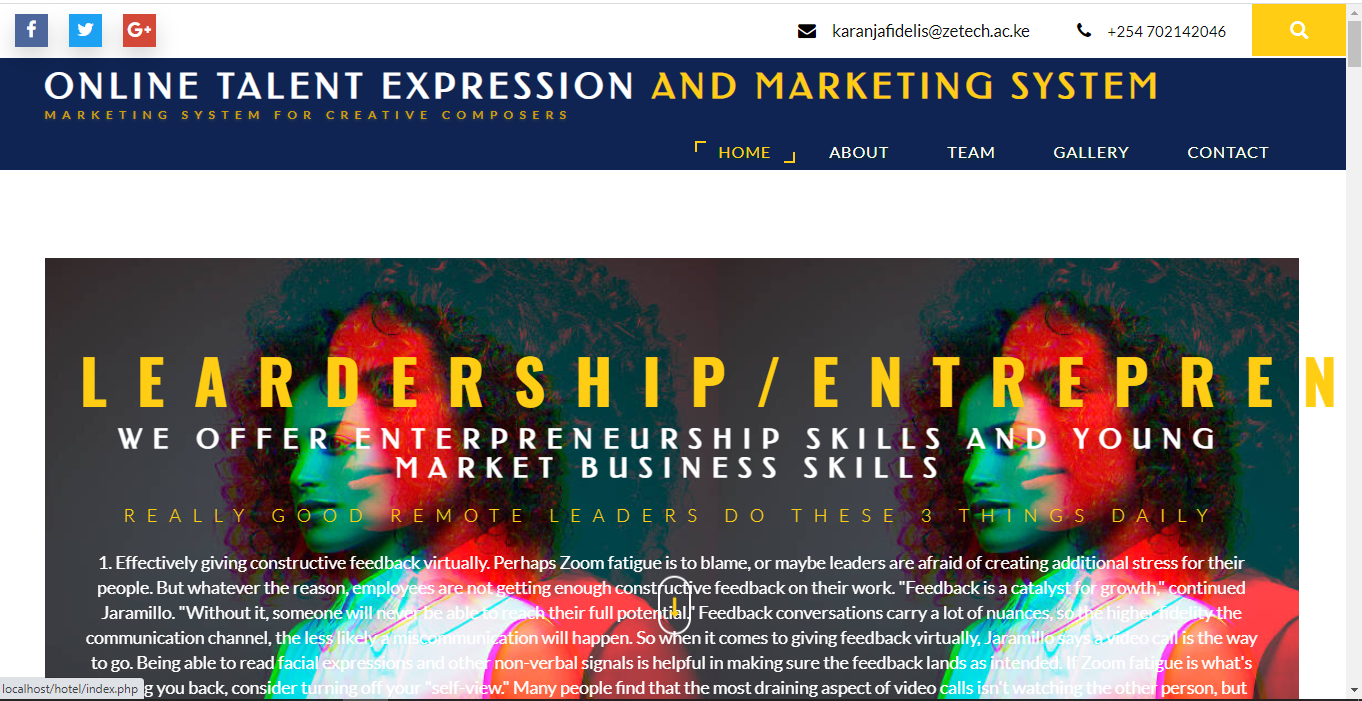 karanjafidelis@zetech.ac.ke +254 702142046
ONLINE TALENT EXPRESSION AND MARKETING SYSTEM
MARKETING SYSTEM FOR CREATIVE COMPOSERS
HOME ABOUT TEAM GALLERY CONTACT
LEARDERSHIP/ENTREPREN
WE OFFER ENTERPRENEURSHIP SKILLS AND YOUNG
MARKET BUSINESS SKILLS
REALLY GOOD REMOTE LEADERS DO THESE 3 THINGS DAILY
1. Effectively giving constructive feedback virtually. Perhaps Zoom fatigue is to blame, or maybe leaders are afraid of creating additional stress for their
people. But whatever the reason, employees are not getting enough constructive feedback on their work. "Feedback is a catalyst for growth," continued
Jaramillo. "Without it, someone will never be able to reach their full potential." Feedback conversations carry a lot of nuances, so the higher fidelity the
communication channel, the less likely a miscommunication will happen. So when it comes to giving feedback virtually, Jaramillo says a video call is the way
to go. Being able to read facial expressions and other non-verbal signals is helpful in making sure the feedback lands as intended. If Zoom fatigue is what's
g you back, consider turning off your "self-view." Many people find that the most draining aspect of video calls isn't watching the other person, but
localhost/hotel/index.php